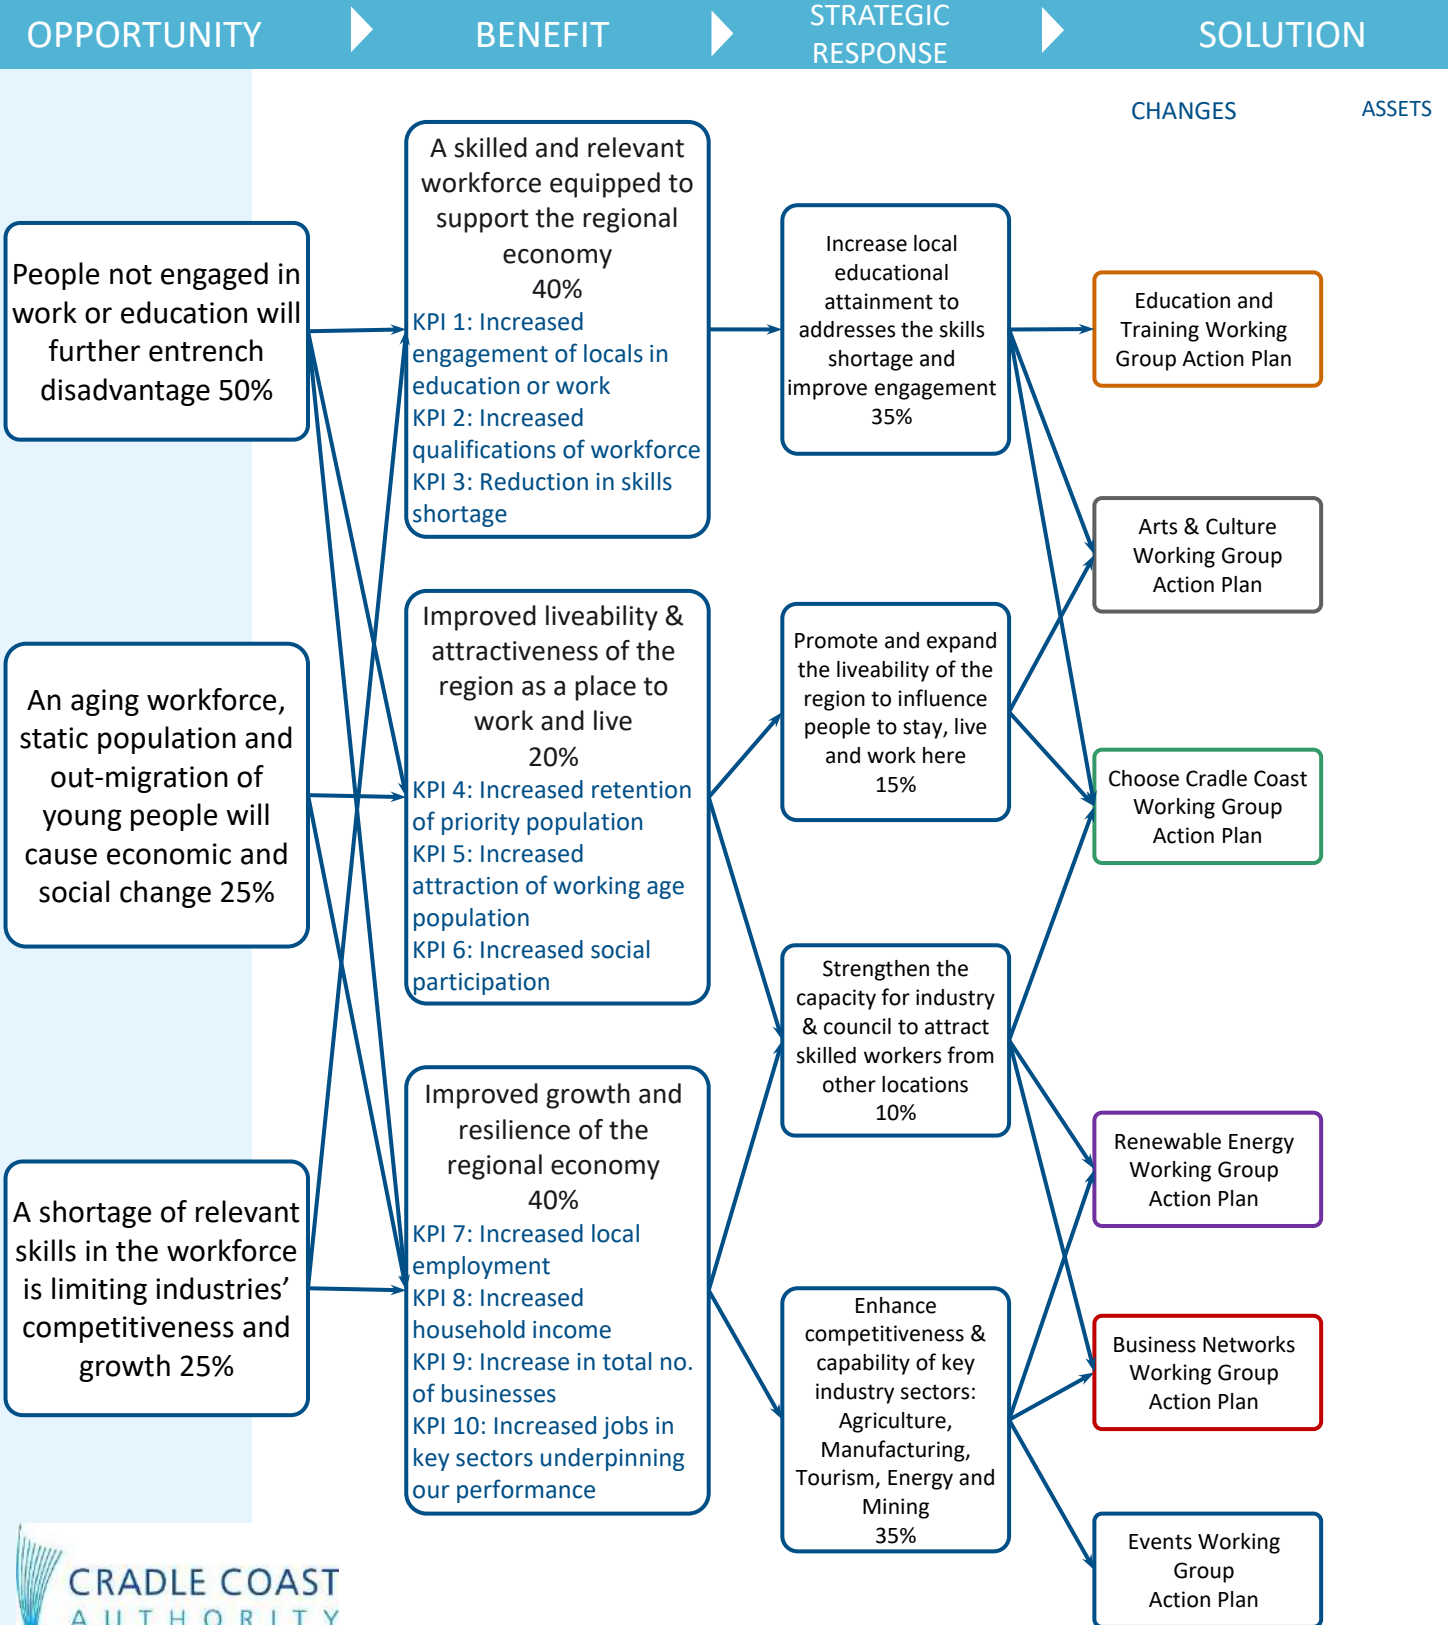 OPPORTUNITY
BENEFIT
STRATEGIC
RESPONSE
SOLUTION
CHANGES
ASSETS
People not engaged in
work or education will
further entrench
disadvantage 50%
An aging workforce,
static population and
out-migration of
young people will
cause economic and
social change 25%
A shortage of relevant
skills in the workforce
is limiting industries’
competitiveness and
growth 25%
A skilled and relevant
workforce equipped to
support the regional
economy
40%
KPI 1: Increased
engagement of locals in
education or work
KPI 2: Increased
qualifications of workforce
KPI 3: Reduction in skills
shortage
Improved liveability &
attractiveness of the
region as a place to
work and live
20%
KPI 4: Increased retention
of priority population
KPI 5: Increased
attraction of working age
population
KPI 6: Increased social
participation
Improved growth and
resilience of the
regional economy
40%
KPI 7: Increased local
employment
KPI 8: Increased
household income
KPI 9: Increase in total no.
of businesses
KPI 10: Increased jobs in
key sectors underpinning
our performance
Increase local
educational
attainment to
addresses the skills
shortage and
improve engagement
35%
Promote and expand
the liveability of the
region to influence
people to stay, live
and work here
15%
Strengthen the
capacity for industry
& council to attract
skilled workers from
other locations
10%
Enhance
competitiveness &
capability of key
industry sectors:
Agriculture,
Manufacturing,
Tourism, Energy and
Mining
35%
Education and
Training Working
Group Action Plan
Arts & Culture
Working Group
Action Plan
Choose Cradle Coast
Working Group
Action Plan
Renewable Energy
Working Group
Action Plan
Business Networks
Working Group
Action Plan
Events Working
Group
Action Plan
CRADLE COAST
AUTHORITY